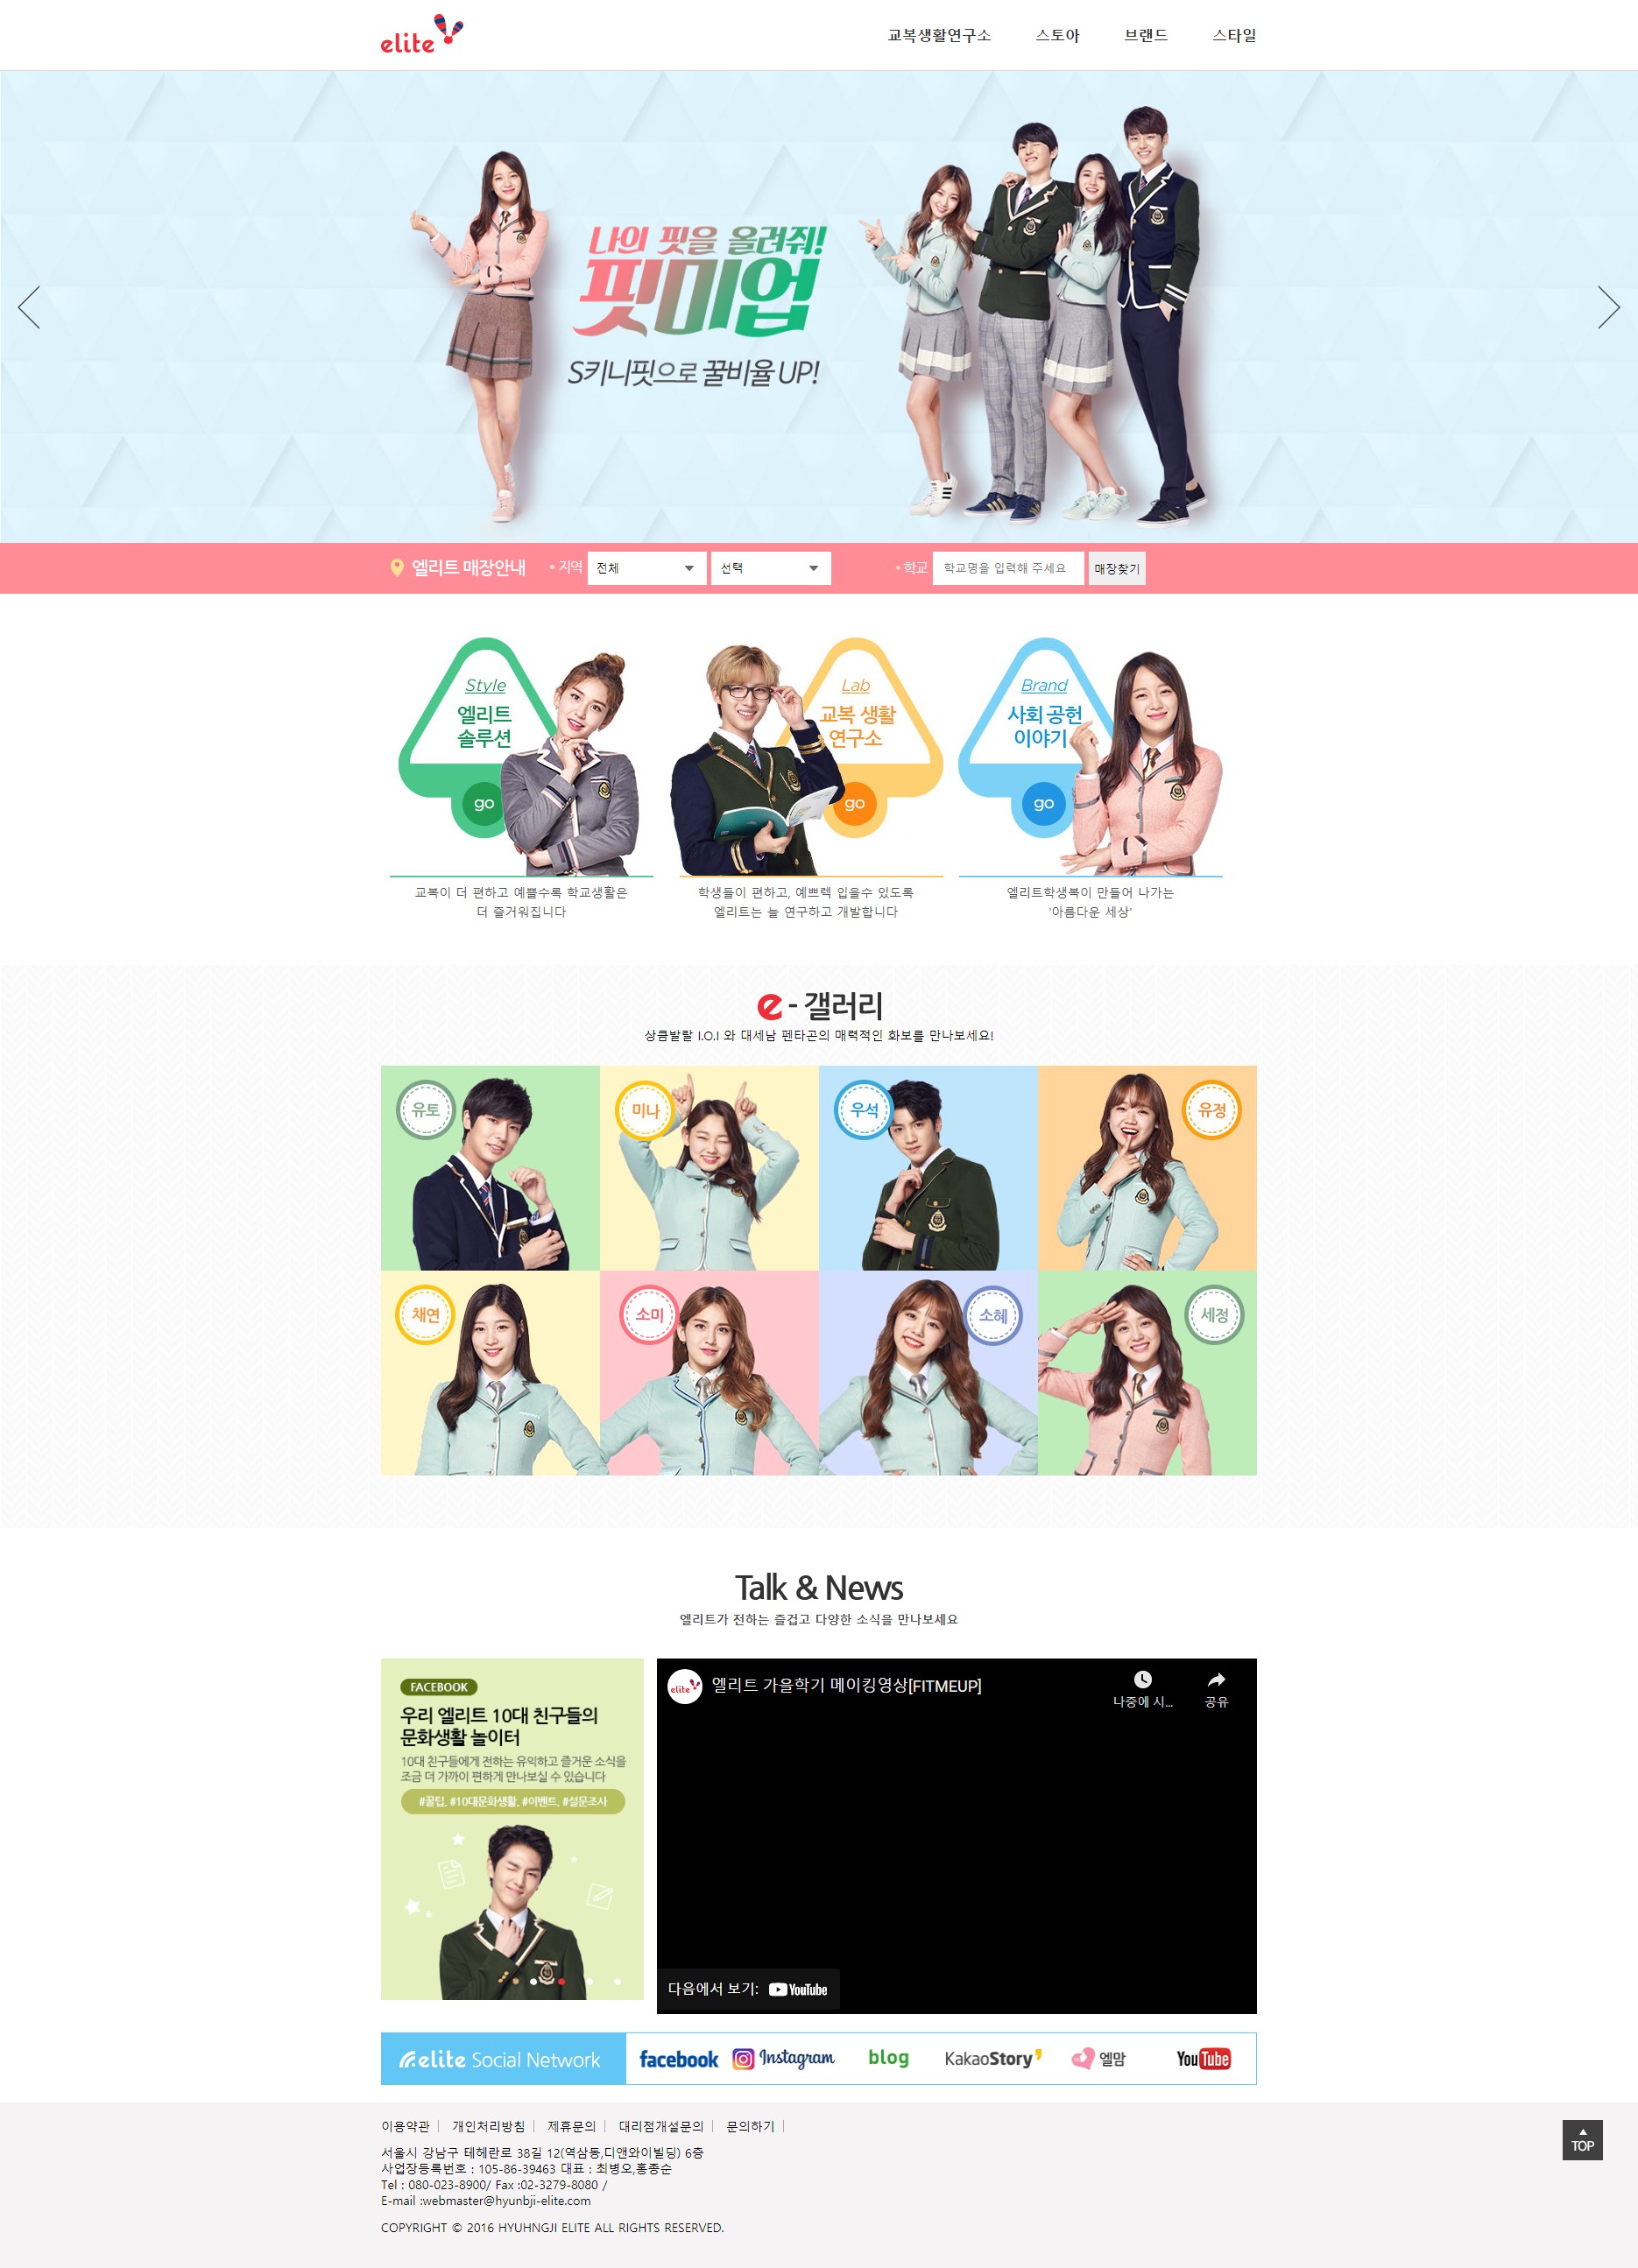 elite
교복생활연구소 스토아 브랜드 스타일
나의 핏을 올려줘!
핏미업
S키니핏으로 꿀비율 UP!
엘리트 매장안내 • 지역 전체 선택 • 학교 학교명을 입력해 주세요 매장찾기
Style
엘리트
솔루션
go
Lab
교복 생활
연구소
go
Brand
사회 공헌
이야기
go
교복이 더 편하고 예쁠수록 학교생활은
더 즐거워집니다
학생들이 편하고, 예쁘렉 입을수 있도록
엘리트는 늘 연구하고 개발합니다
엘리트학생복이 만들어 나가는
'아름다운 세상'
e - 갤러리
상큼발랄 I.O.I 와 대세남 펜타곤의 매력적인 화보를 만나보세요!
유토 미나 우석 유정
채연 소미 소혜 세정
Talk & News
엘리트가 전하는 즐겁고 다양한 소식을 만나보세요
FACEBOOK
우리 엘리트 10대 친구들의
문화생활 놀이터
10대 친구들에게 전하는 유익하고 즐거운 소식을
조금 더 가까이 편하게 만나보실 수 있습니다
#꿀팁, #10대문화생활, #이벤트, #설문조사
elite 엘리트 가을학기 메이킹영상[FITMEUP]
나중에 시... 공유
다음에서 보기: YouTube
elite Social Network facebook Instagram blog KakaoStory 엘맘 YouTube
이용약관 개인처리방침 제휴문의 대리점개설문의 문의하기
서울시 강남구 테헤란로 38길 12(역삼동,디앤와이빌딩) 6층
사업장등록번호 : 105-86-39463 대표 : 최병오,홍종순
Tel : 080-023-8900/ Fax :02-3279-8080 /
E-mail :webmaster@hyunbji-elite.com
COPYRIGHT © 2016 HYUHNGJI ELITE ALL RIGHTS RESERVED.
TOP